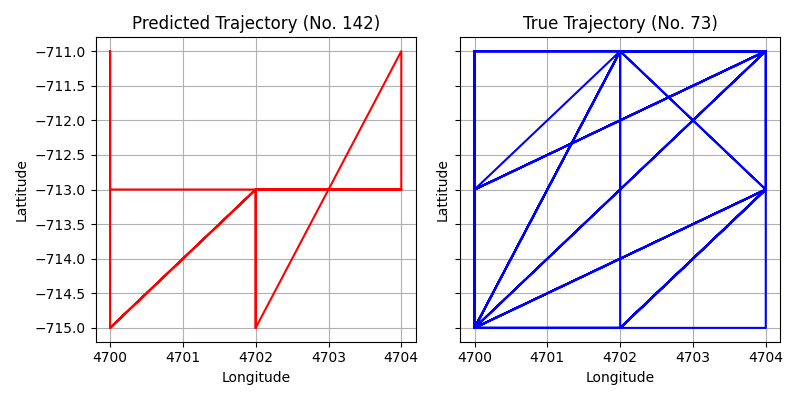 Predicted Trajectory (No. 142)
True Trajectory (No. 73)
Lattitude
−711.0
−711.5
−712.0
−712.5
−713.0
−713.5
−714.0
−714.5
−715.0
4700 4701 4702 4703 4704
Longitude
Lattitude
4700 4701 4702 4703 4704
Longitude